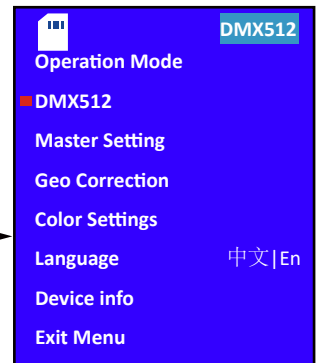 DMX512
Operation Mode
DMX512
Master Setting
Geo Correction
Color Settings
Language 中文|En
Device info
Exit Menu